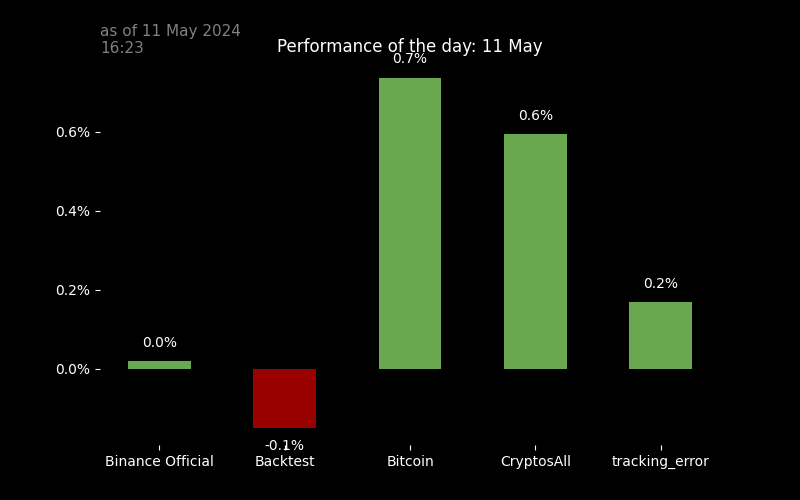 as of 11 May 2024
16:23
Performance of the day: 11 May
0.7%
0.6%
0.6%
0.4%
0.2%
0.2%
0.0%
0.0%
-0.1%
Binance Official
Backtest
Bitcoin
CryptosAll
tracking_error